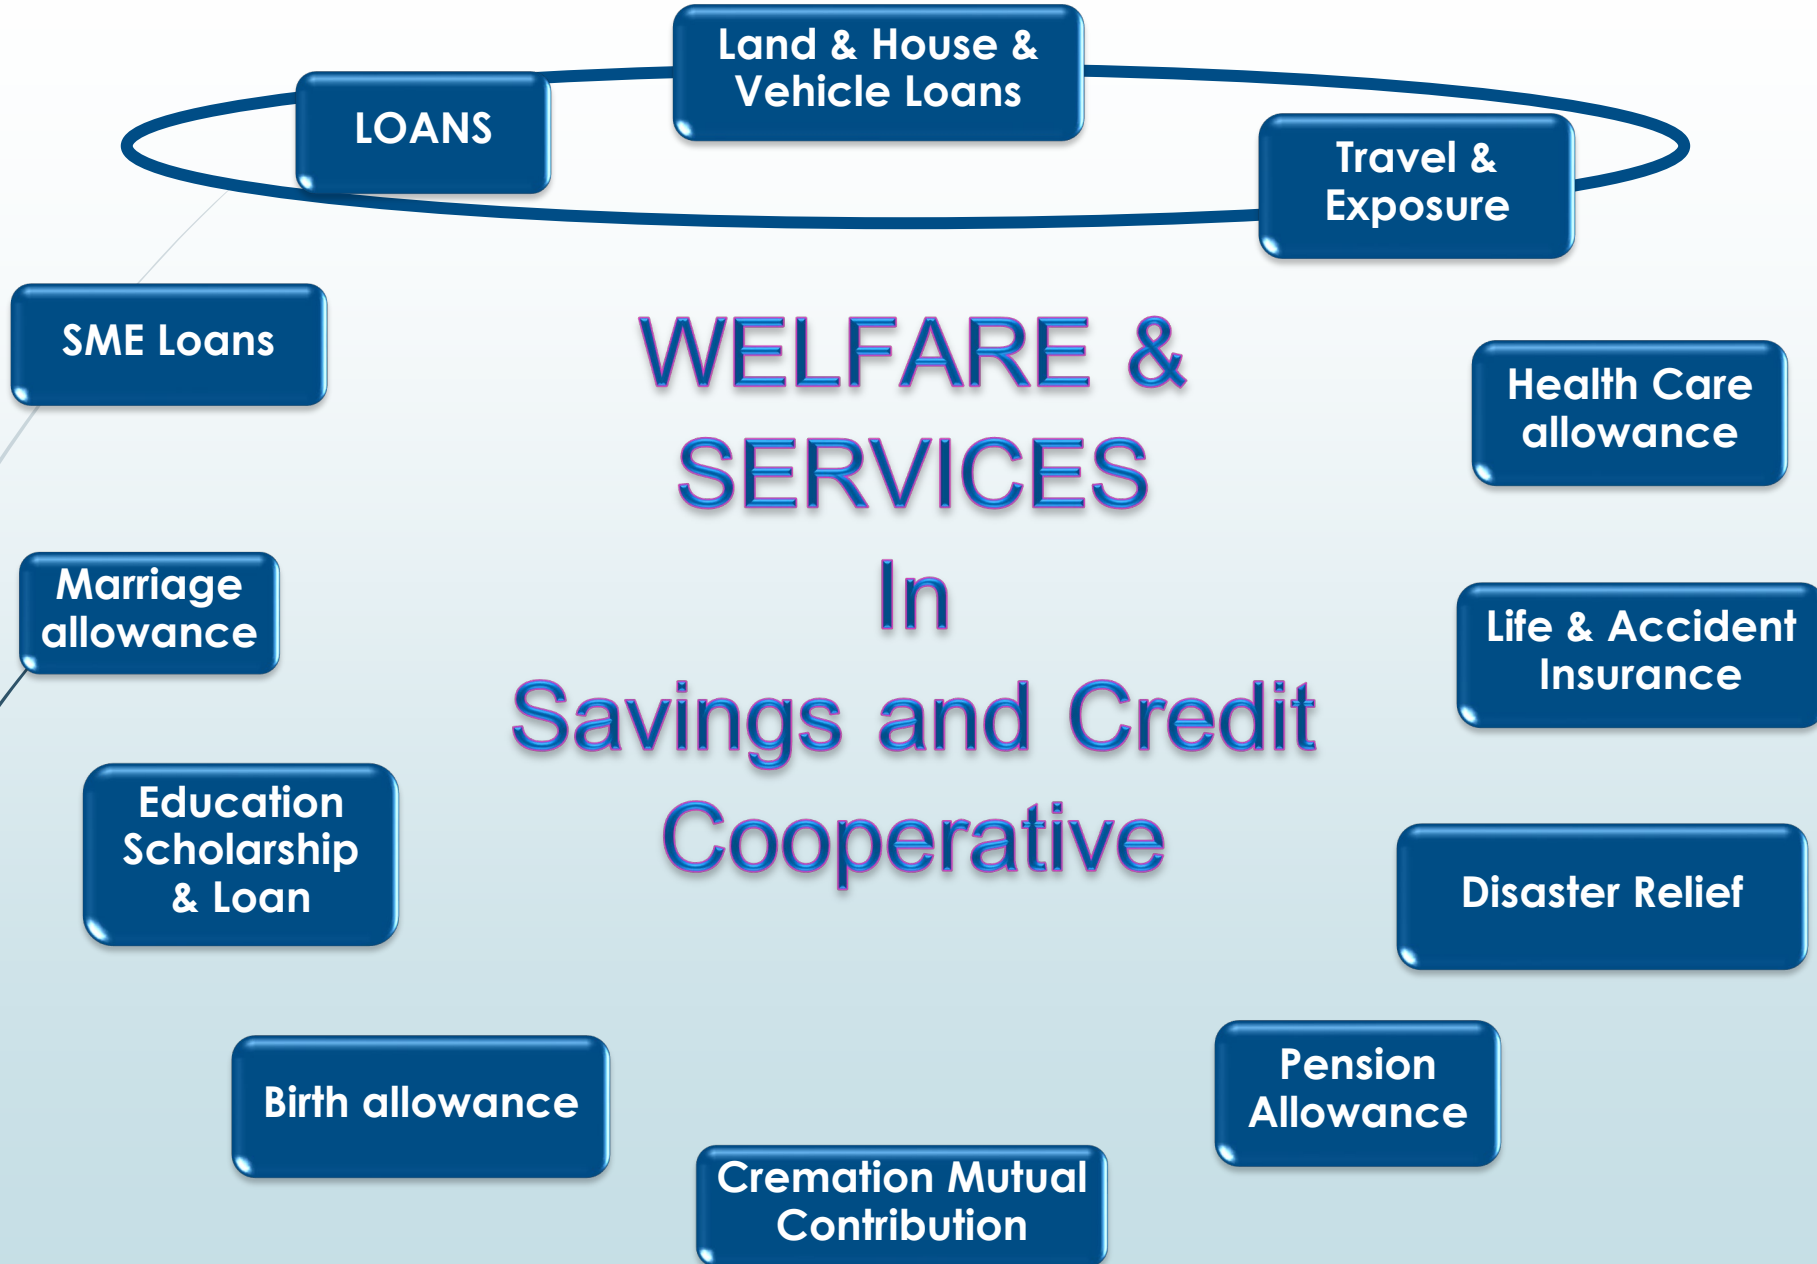 Land & House &
Vehicle Loans
LOANS
Travel &
Exposure
SME Loans
WELFARE &
SERVICES
In
Savings and Credit
Cooperative
Health Care
allowance
Marriage
allowance
Life & Accident
Insurance
Education
Scholarship
& Loan
Disaster Relief
Birth allowance
Pension
Allowance
Cremation Mutual
Contribution